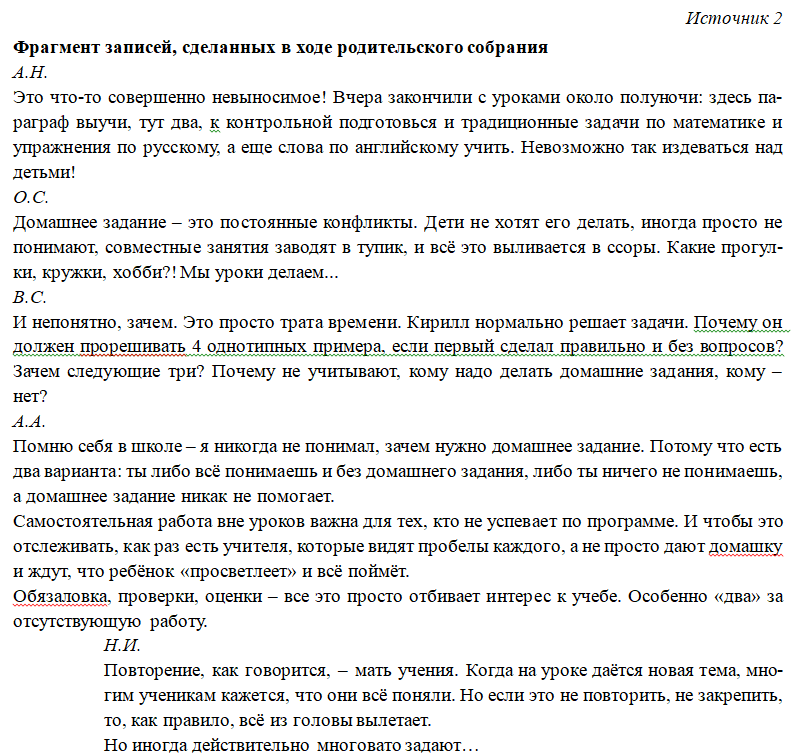 Источник 2
Фрагмент записей, сделанных в ходе родительского собрания
А.Н.
Это что-то совершенно невыносимое! Вчера закончили с уроками около полуночи: здесь па-
раграф выучи, тут два, к контрольной подготовься и традиционные задачи по математике и
упражнения по русскому, а еще слова по английскому учить. Невозможно так издеваться над
детьми!
О.С.
Домашнее задание – это постоянные конфликты. Дети не хотят его делать, иногда просто не
понимают, совместные занятия заводят в тупик, и всё это выливается в ссоры. Какие прогул-
ки, кружки, хобби?! Мы уроки делаем...
В.С.
И непонятно, зачем. Это просто трата времени. Кирилл нормально решает задачи. Почему он
должен прорешивать 4 однотипных примера, если первый сделал правильно и без вопросов?
Зачем следующие три? Почему не учитывают, кому надо делать домашние задания, кому –
нет?
А.А.
Помню себя в школе – я никогда не понимал, зачем нужно домашнее задание. Потому что есть
два варианта: ты либо всё понимаешь и без домашнего задания, либо ты ничего не понимаешь,
а домашнее задание никак не помогает.
Самостоятельная работа вне уроков важна для тех, кто не успевает по программе. И чтобы это
отслеживать, как раз есть учителя, которые видят пробелы каждого, а не просто дают домашку
и ждут, что ребёнок «просветлеет» и всё поймёт.
Обязаловка, проверки, оценки – все это просто отбивает интерес к учебе. Особенно «два» за
отсутствующую работу.
Н.И.
Повторение, как говорится, – мать учения. Когда на уроке даётся новая тема, мно-
гим ученикам кажется, что они всё поняли. Но если это не повторить, не закрепить,
то, как правило, всё из головы вылетает.
Но иногда действительно многовато задают…